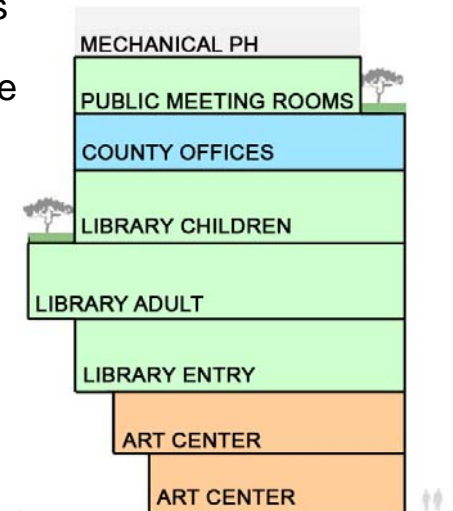 s
MECHANICAL PH
e
PUBLIC MEETING ROOMS
COUNTY OFFICES
LIBRARY CHILDREN
LIBRARY ADULT
LIBRARY ENTRY
ART CENTER
ART CENTER